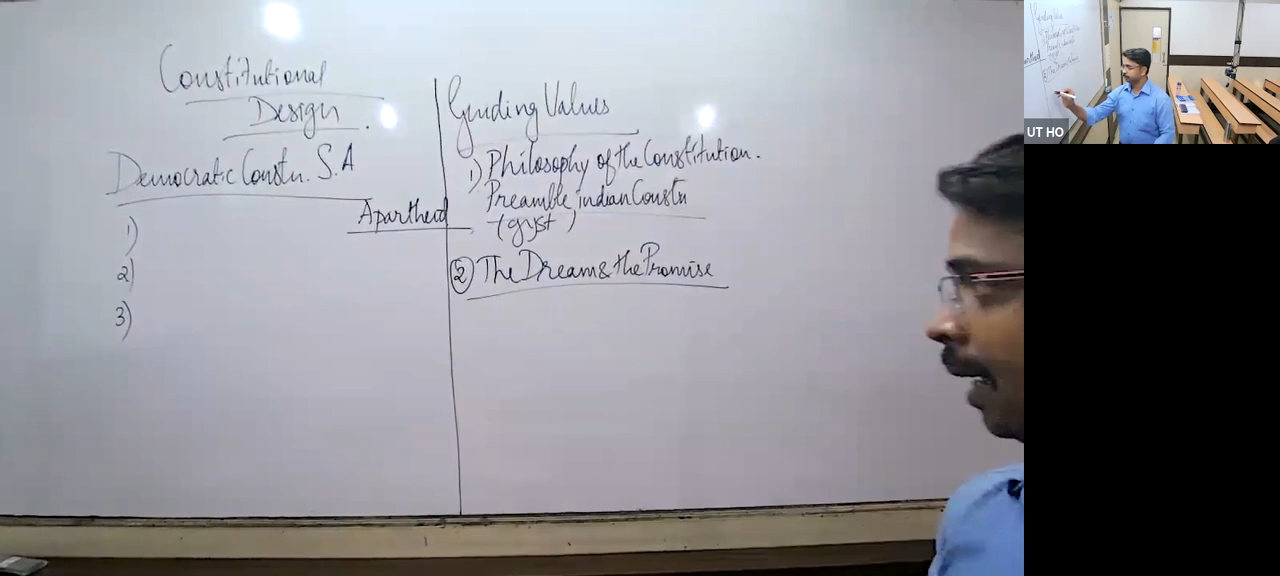 Constitutional
Design.
Democratic Constn. S.A
Apartheid
1)
2)
3)
Guiding Values
1) Philosophy of the Constitution.
Preamble indian Constn
(gyst)
② The Dream & the Promise
UT HO